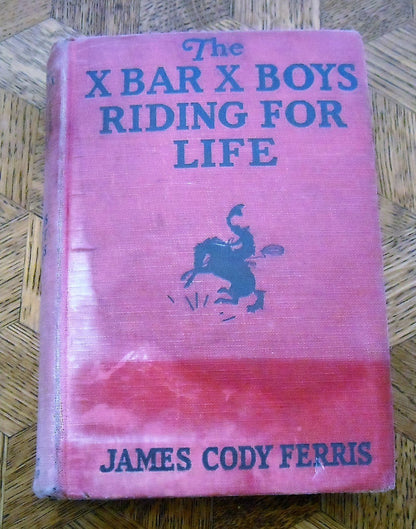 The
X BAR X BOYS
RIDING FOR
LIFE
JAMES CODY FERRIS